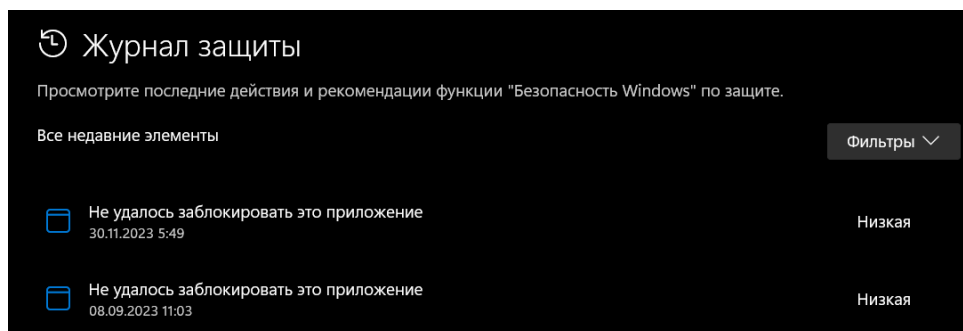 Журнал защиты
Просмотрите последние действия и рекомендации функции "Безопасность Windows" по защите.
Все недавние элементы
Фильтры
Не удалось заблокировать это приложение
30.11.2023 5:49
Низкая
Не удалось заблокировать это приложение
08.09.2023 11:03
Низкая